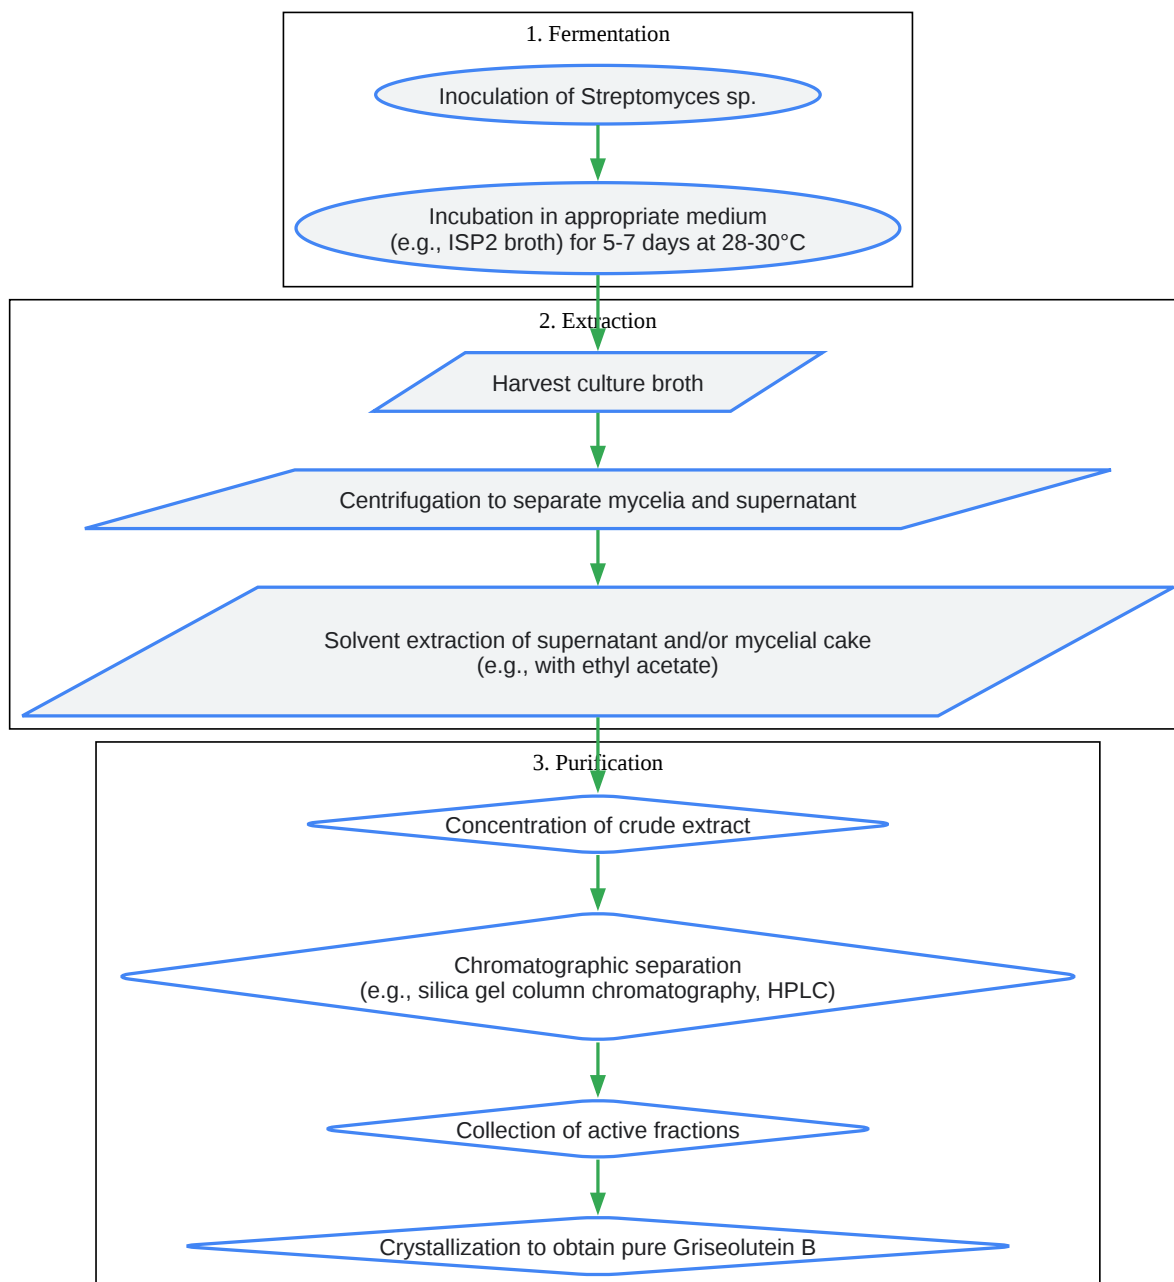 1. Fermentation
Inoculation of Streptomyces sp.
Incubation in appropriate medium
(e.g., ISP2 broth) for 5-7 days at 28-30°C
2. Extraction
Harvest culture broth
Centrifugation to separate mycelia and supernatant
Solvent extraction of supernatant and/or mycelial cake
(e.g., with ethyl acetate)
3. Purification
Concentration of crude extract
Chromatographic separation
(e.g., silica gel column chromatography, HPLC)
Collection of active fractions
Crystallization to obtain pure Griseolutein B